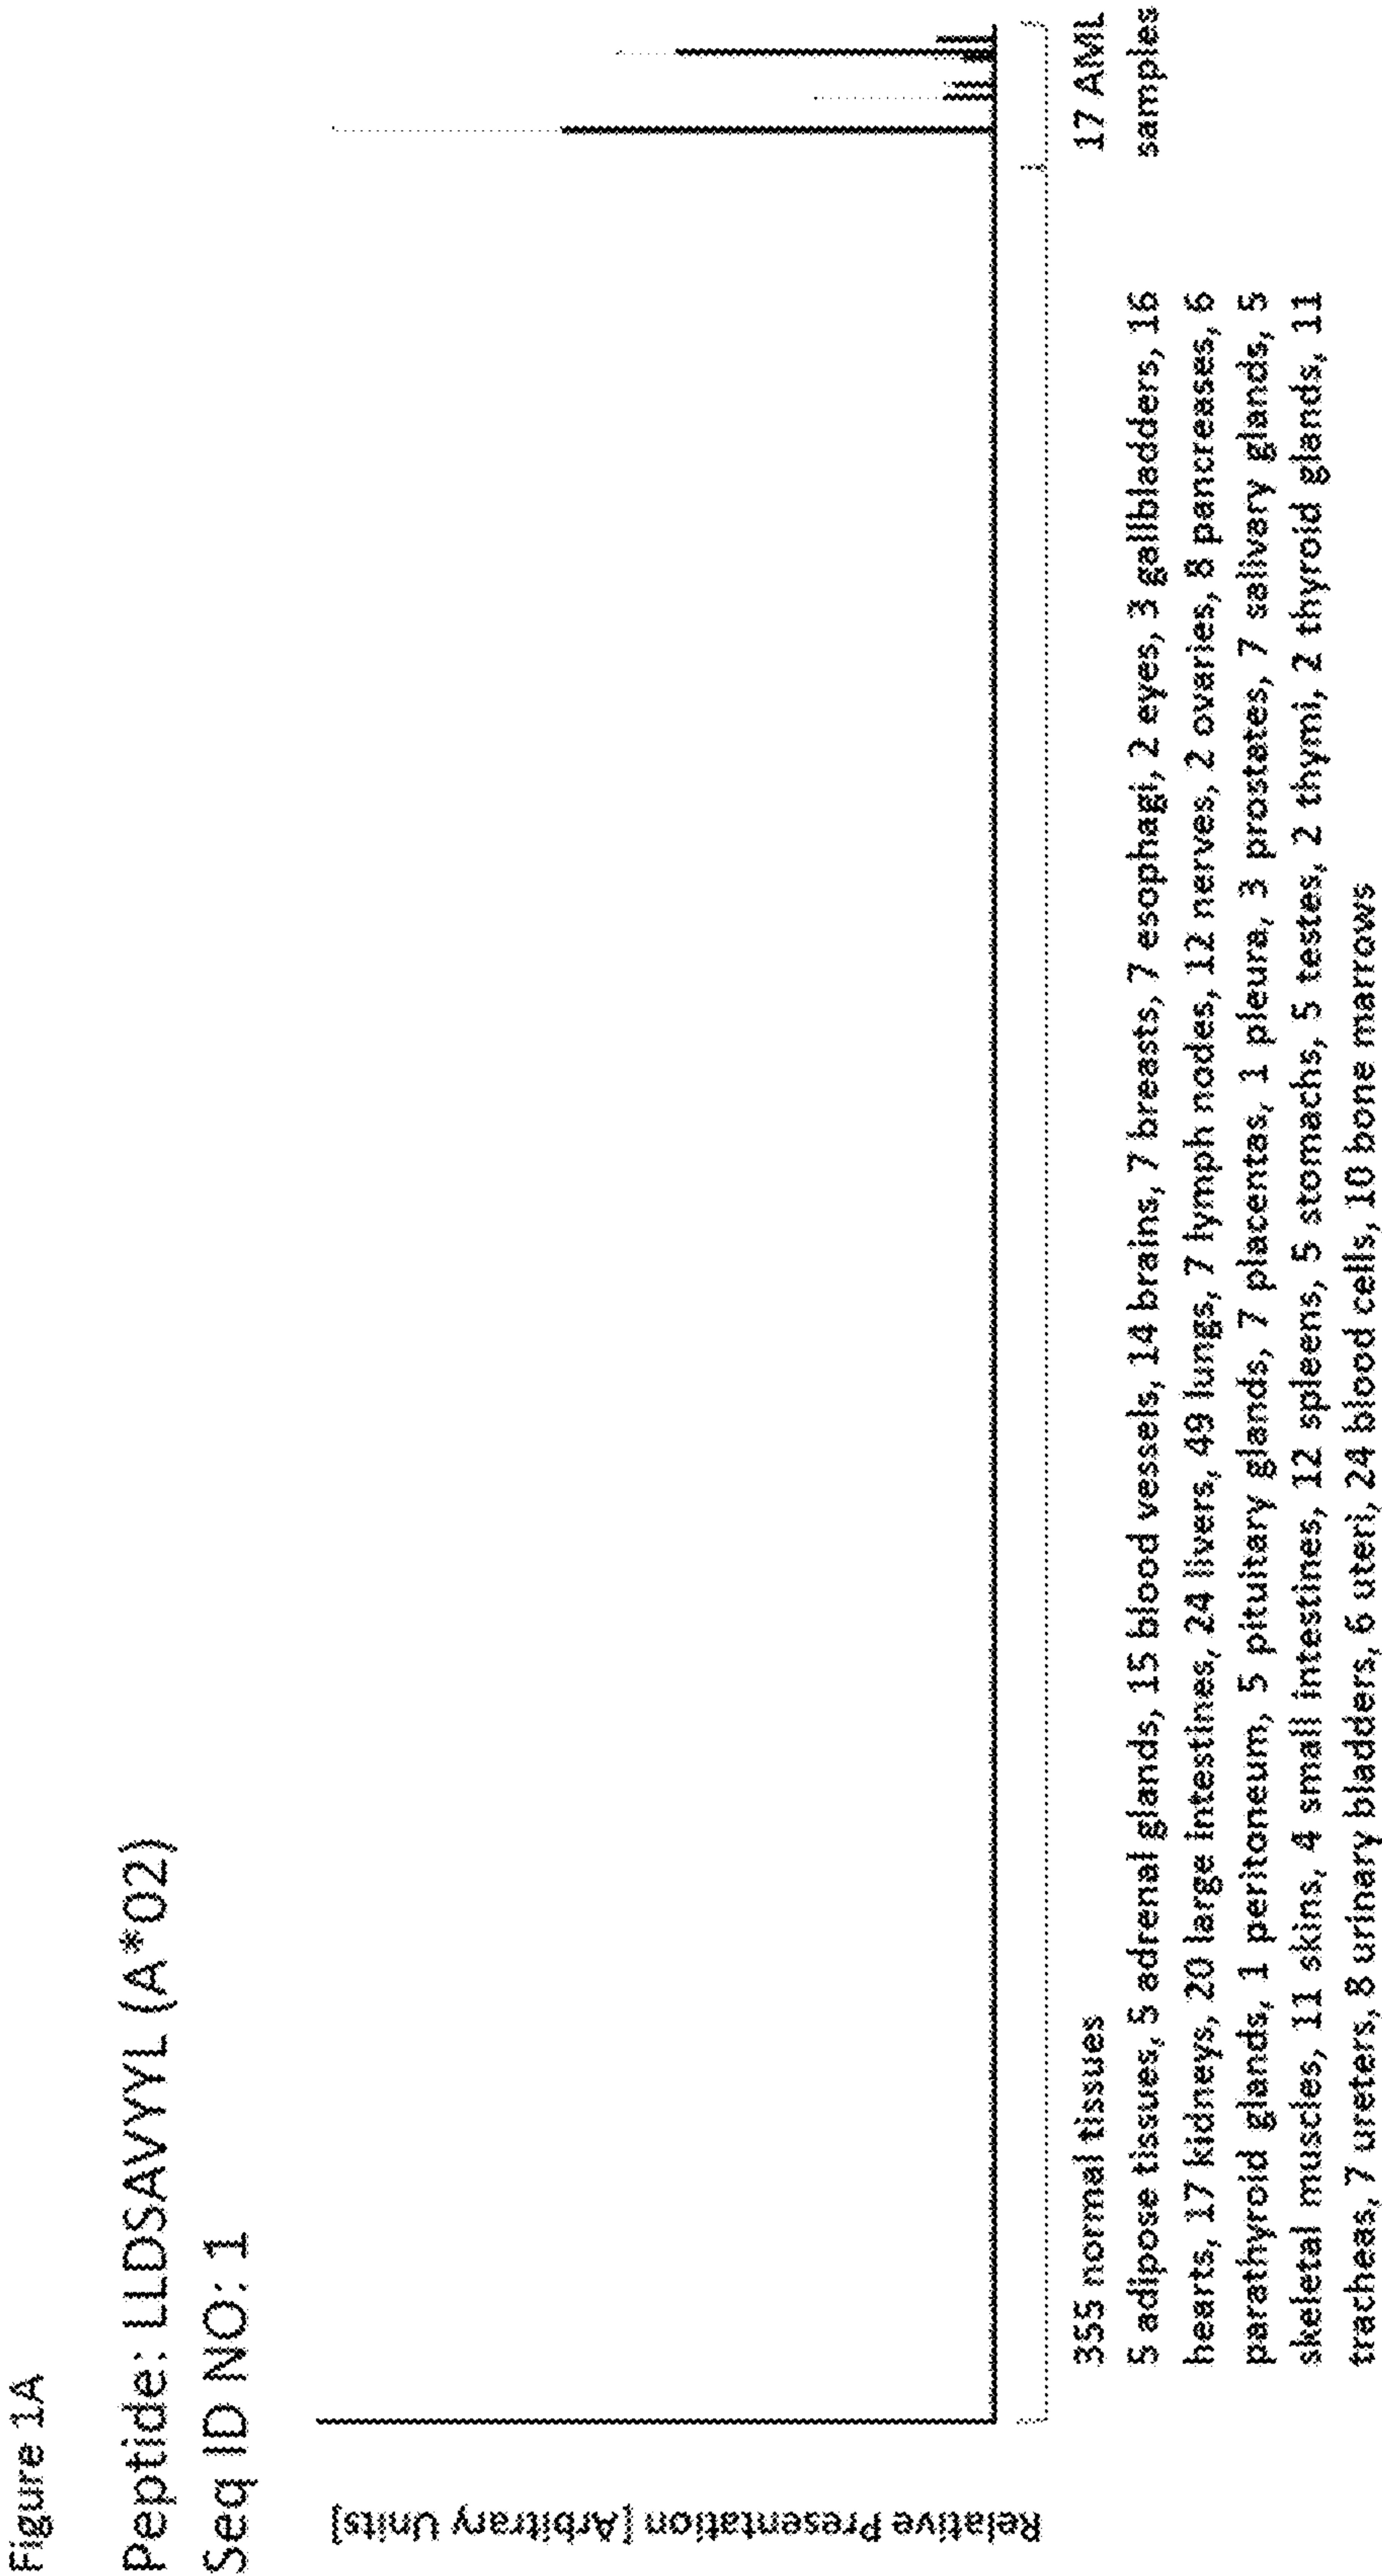 Figure 1A
Peptide: LLDSAVYYL (A*02)
Seq ID NO: 1
Relative Presentation [Arbitrary Units]
355 normal tissues
17 AML
samples
5 adipose tissues, 5 adrenal glands, 15 blood vessels, 14 brains, 7 breasts, 7 esophagi, 2 eyes, 3 gallbladders, 16
hearts, 17 kidneys, 20 large intestines, 24 livers, 49 lungs, 7 lymph nodes, 12 nerves, 2 ovaries, 8 pancreases, 6
parathyroid glands, 1 peritoneum, 5 pituitary glands, 7 placentas, 1 pleura, 3 prostates, 7 salivary glands, 5
skeletal muscles, 11 skins, 4 small intestines, 12 spleens, 5 stomachs, 5 testes, 2 thymi, 2 thyroid glands, 11
tracheas, 7 ureters, 8 urinary bladders, 6 uteri, 24 blood cells, 10 bone marrows